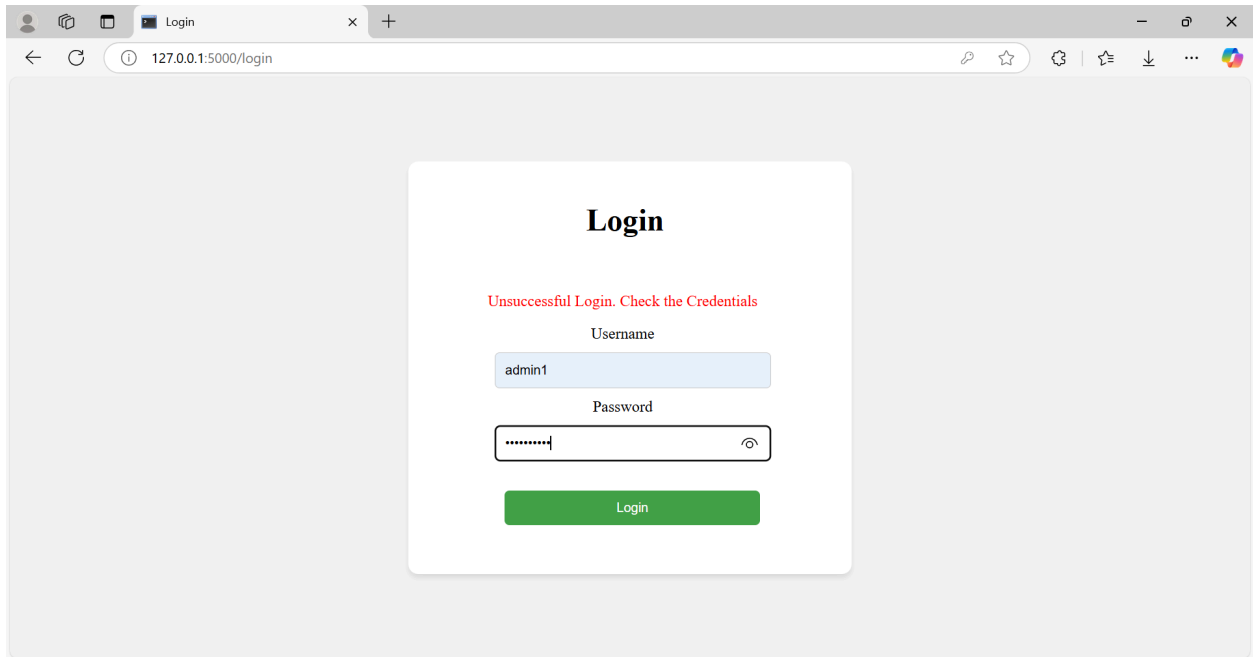 Login
127.0.0.1:5000/login
Login
Unsuccessful Login. Check the Credentials
Username
admin1
Password
••••••••••
Login